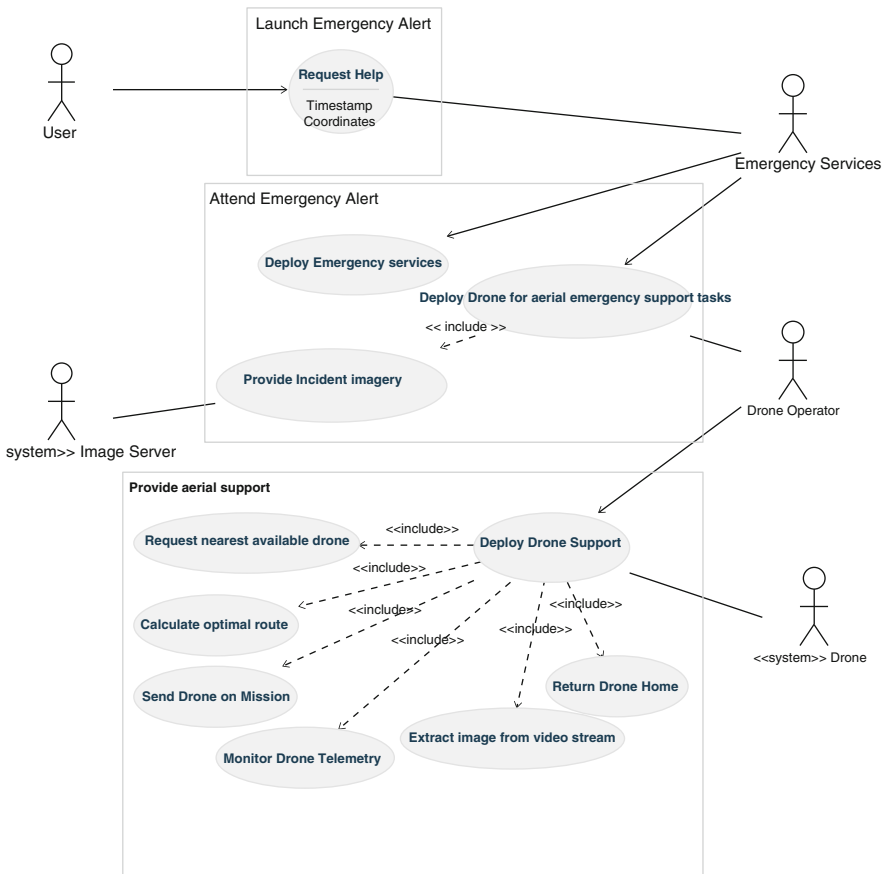 Launch Emergency Alert
Request Help
Timestamp
Coordinates
User
Emergency Services
Attend Emergency Alert
Deploy Emergency services
Deploy Drone for aerial emergency support tasks
<< include >>
Provide Incident imagery
Drone Operator
system>> Image Server
Provide aerial support
<<include>>
Request nearest available drone
Deploy Drone Support
<<include>>
<<include>>
<<include>>
Calculate optimal route
<<include>>
<<include>>
<<system>> Drone
Return Drone Home
Send Drone on Mission
Extract image from video stream
Monitor Drone Telemetry